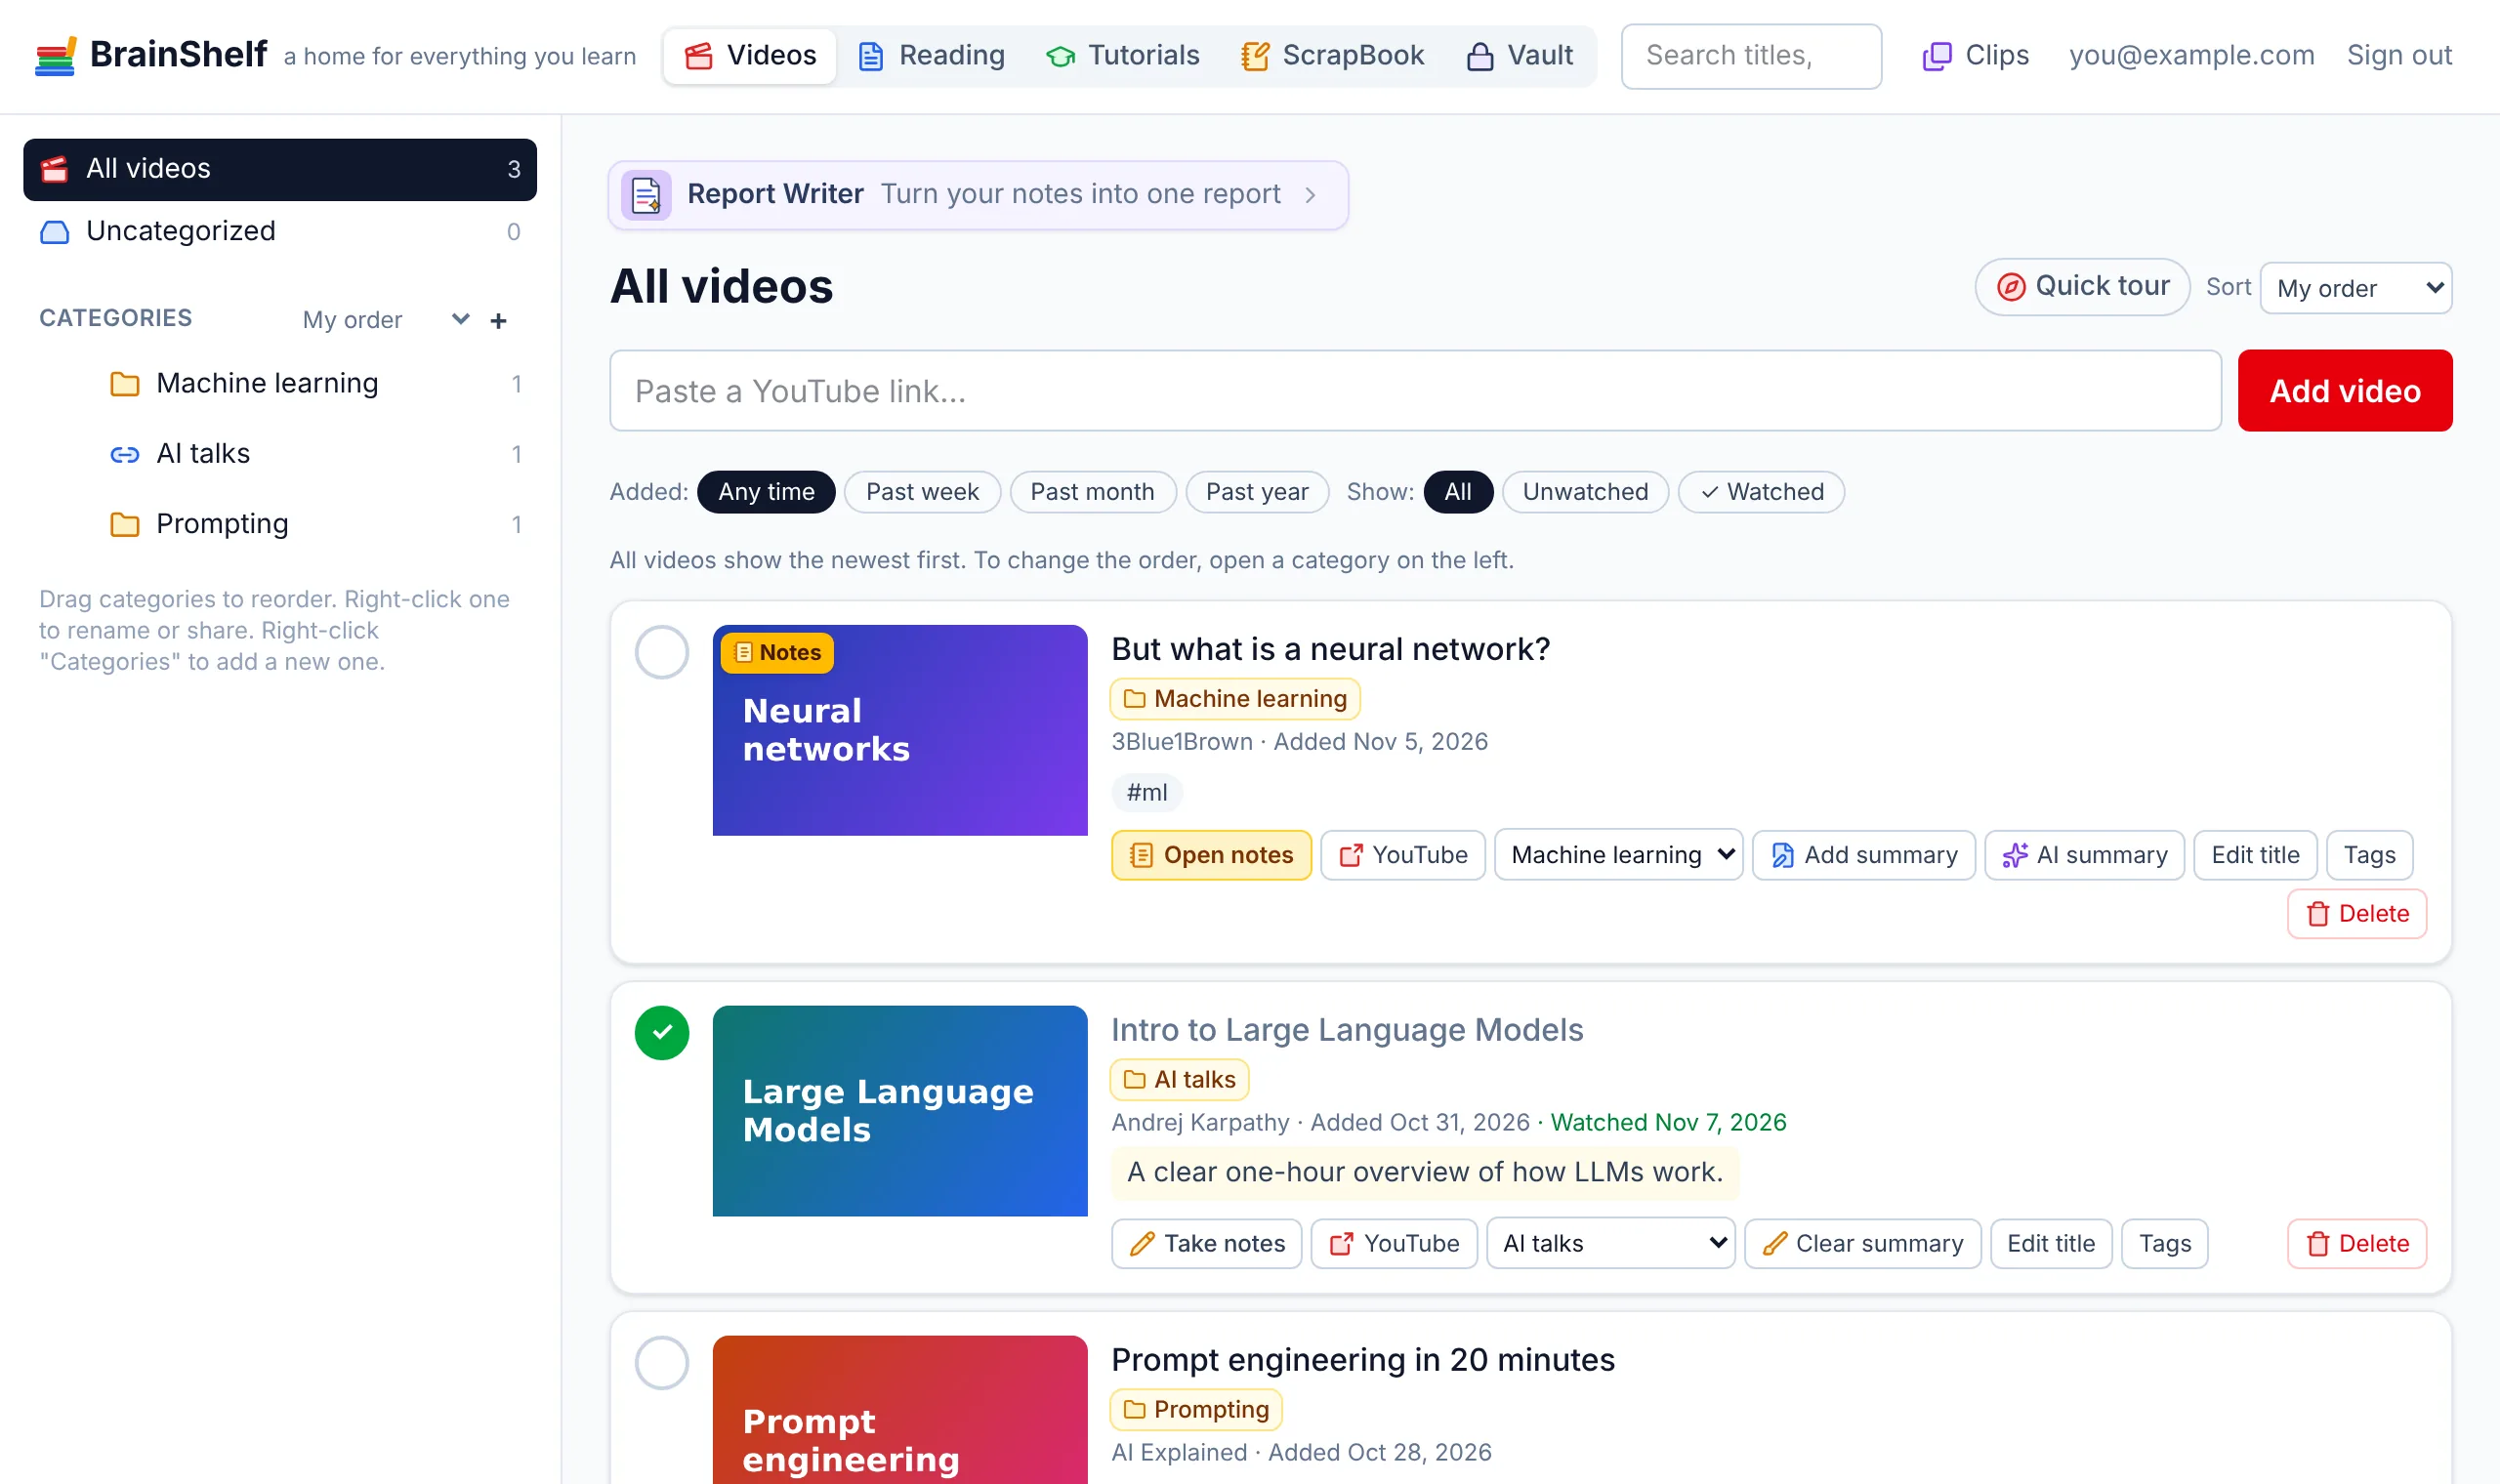 BrainShelf a home for everything you learn
Videos Reading Tutorials ScrapBook Vault
Search titles,
Clips you@example.com Sign out
All videos 3
Uncategorized 0
CATEGORIES My order +
Machine learning 1
AI talks 1
Prompting 1
Drag categories to reorder. Right-click one
to rename or share. Right-click
"Categories" to add a new one.
Report Writer Turn your notes into one report
All videos
Quick tour Sort My order
Paste a YouTube link... Add video
Added: Any time Past week Past month Past year Show: All Unwatched Watched
All videos show the newest first. To change the order, open a category on the left.
Notes
Neural
networks
But what is a neural network?
Machine learning
3Blue1Brown · Added Nov 5, 2026
#ml
Open notes YouTube Machine learning Add summary AI summary Edit title Tags
Delete
Large Language
Models
Intro to Large Language Models
AI talks
Andrej Karpathy · Added Oct 31, 2026 · Watched Nov 7, 2026
A clear one-hour overview of how LLMs work.
Take notes YouTube AI talks Clear summary Edit title Tags Delete
Prompt
engineering
Prompt engineering in 20 minutes
Prompting
AI Explained · Added Oct 28, 2026